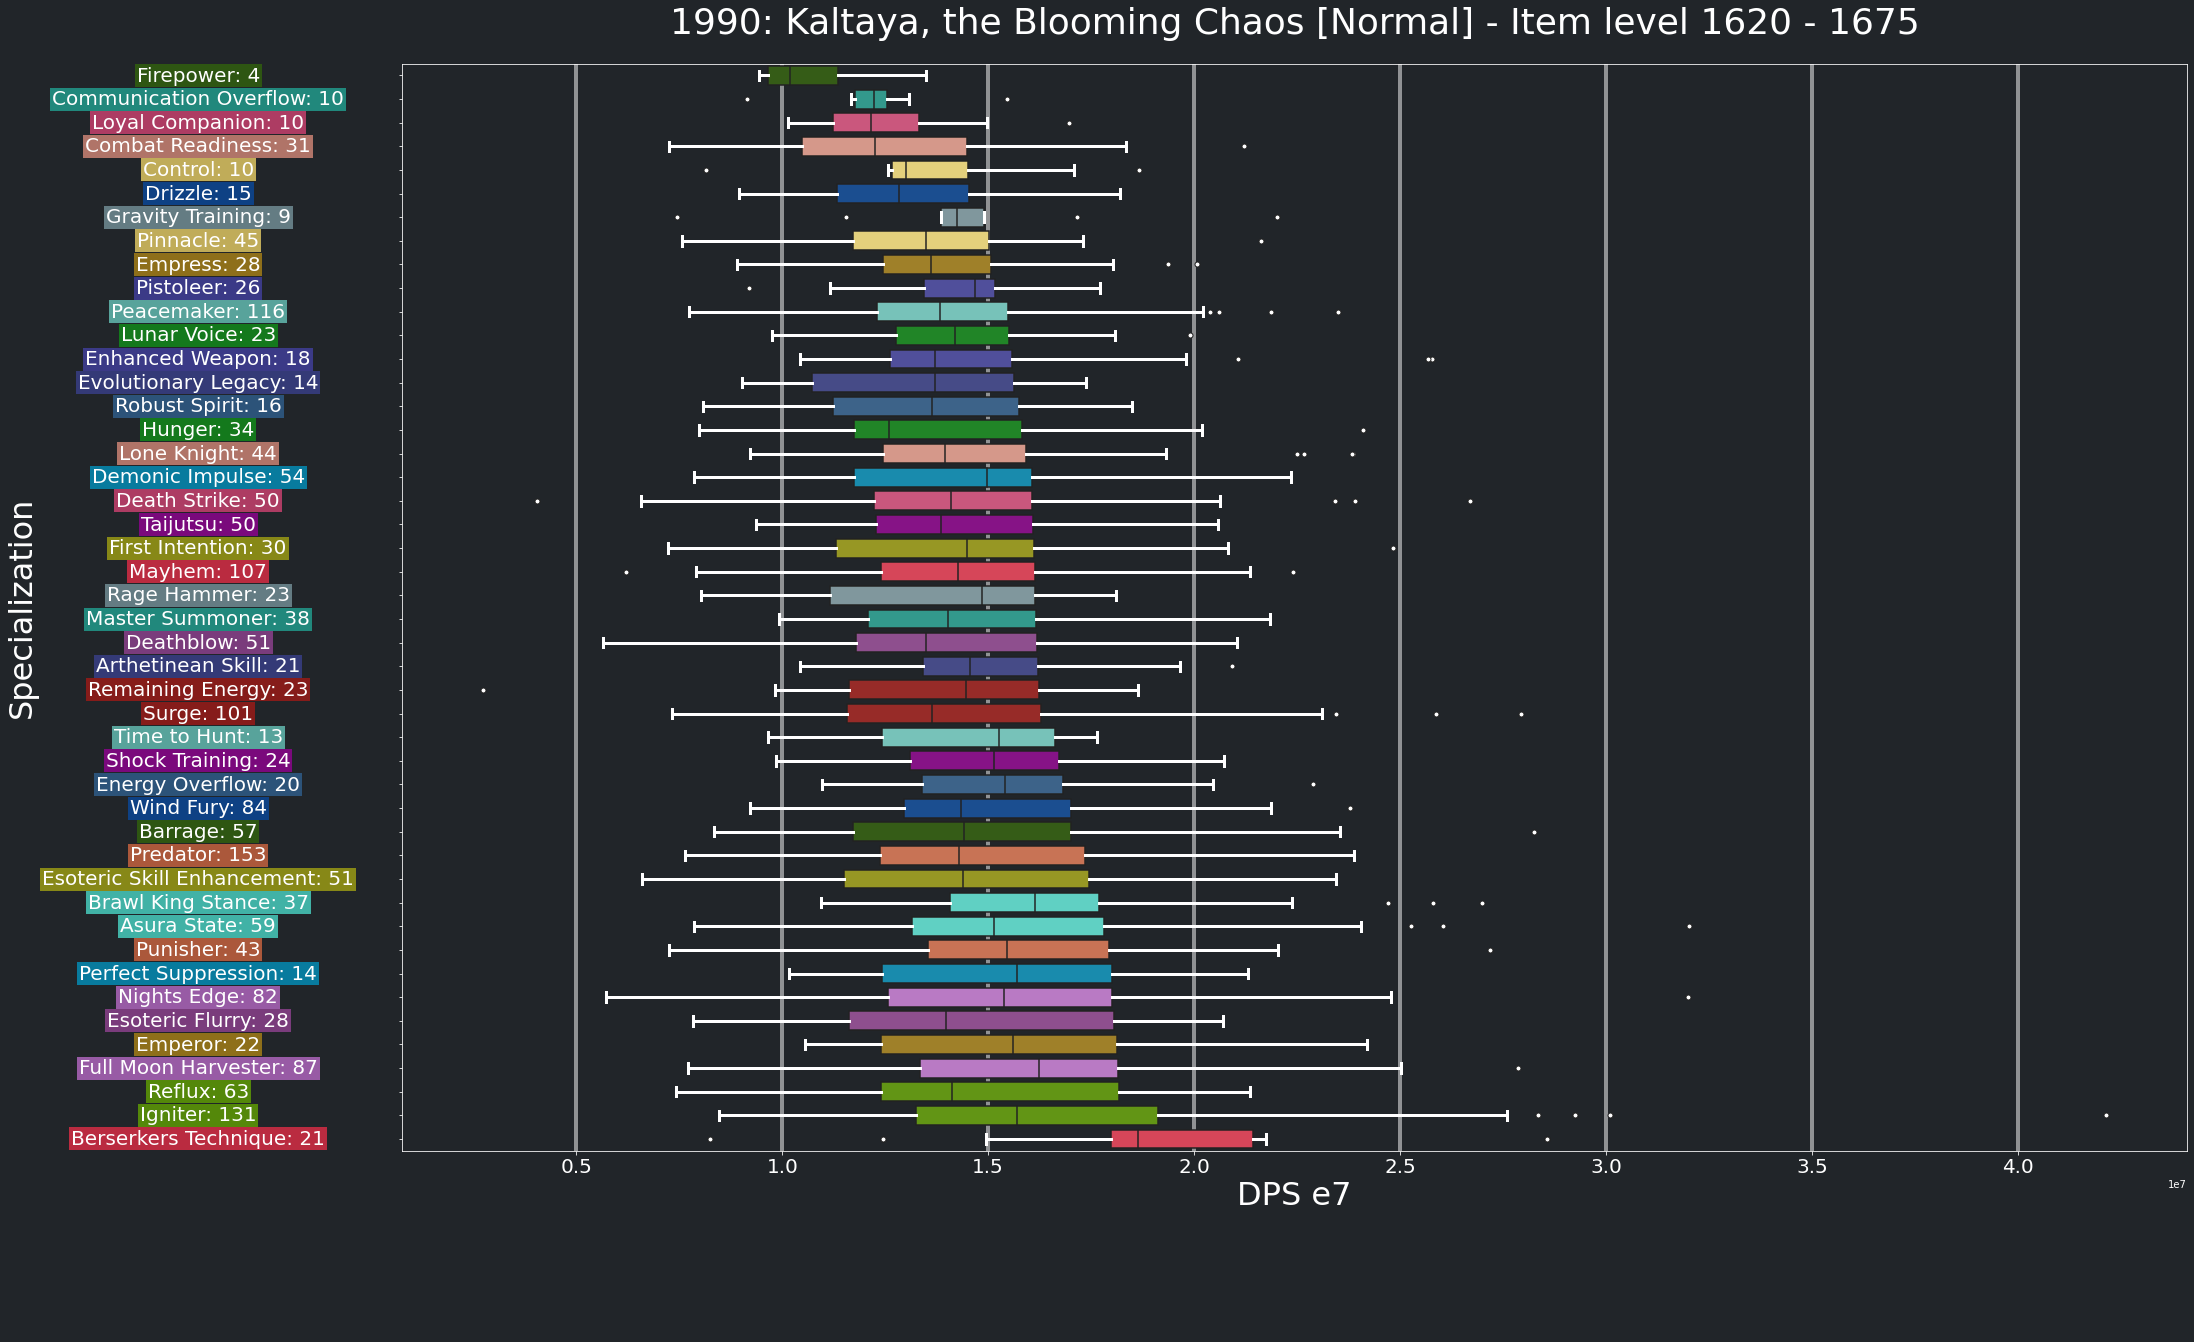 1990: Kaltaya, the Blooming Chaos [Normal] - Item level 1620 - 1675
Specialization
Firepower: 4
Communication Overflow: 10
Loyal Companion: 10
Combat Readiness: 31
Control: 10
Drizzle: 15
Gravity Training: 9
Pinnacle: 45
Empress: 28
Pistoleer: 26
Peacemaker: 116
Lunar Voice: 23
Enhanced Weapon: 18
Evolutionary Legacy: 14
Robust Spirit: 16
Hunger: 34
Lone Knight: 44
Demonic Impulse: 54
Death Strike: 50
Taijutsu: 50
First Intention: 30
Mayhem: 107
Rage Hammer: 23
Master Summoner: 38
Deathblow: 51
Arthetinean Skill: 21
Remaining Energy: 23
Surge: 101
Time to Hunt: 13
Shock Training: 24
Energy Overflow: 20
Wind Fury: 84
Barrage: 57
Predator: 153
Esoteric Skill Enhancement: 51
Brawl King Stance: 37
Asura State: 59
Punisher: 43
Perfect Suppression: 14
Nights Edge: 82
Esoteric Flurry: 28
Emperor: 22
Full Moon Harvester: 87
Reflux: 63
Igniter: 131
Berserkers Technique: 21
0.5 1.0 1.5 2.0 2.5 3.0 3.5 4.0
DPS e7
1e7